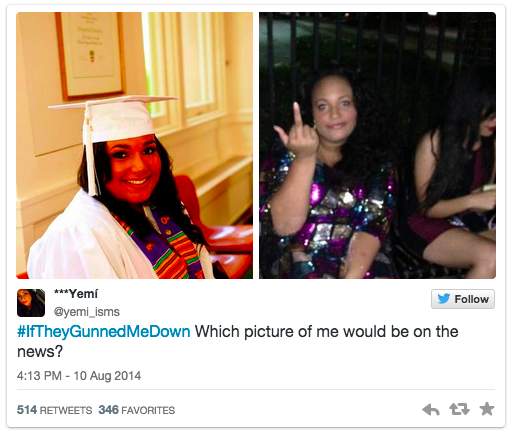 ***Yemí
@yemi_isms
Follow
#IfTheyGunnedMeDown Which picture of me would be on the
news?
4:13 PM - 10 Aug 2014
514 RETWEETS 346 FAVORITES